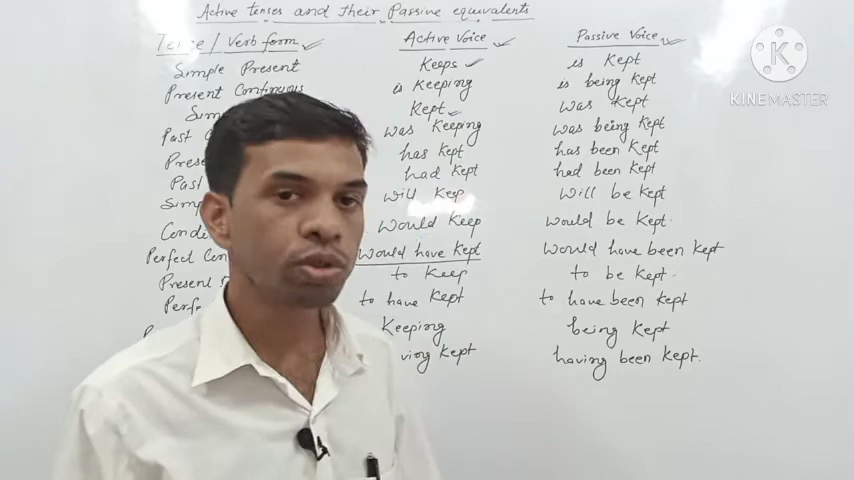 Active tenses and their Passive equivalents
Tense / Verb form Active Voice Passive Voice
Simple Present Keeps is Kept
Present Continuous is Keeping is being Kept
Kept was Kept
Past was Keeping was being Kept
has Kept has been Kept
Past had Kept had been Kept
will Keep will be Kept
Would Keep would be Kept
Perfect Would have Kept would have been Kept
Present to Keep to be Kept
to have Kept to have been Kept
Keeping being Kept
Kept having been Kept.
KINEMASTER